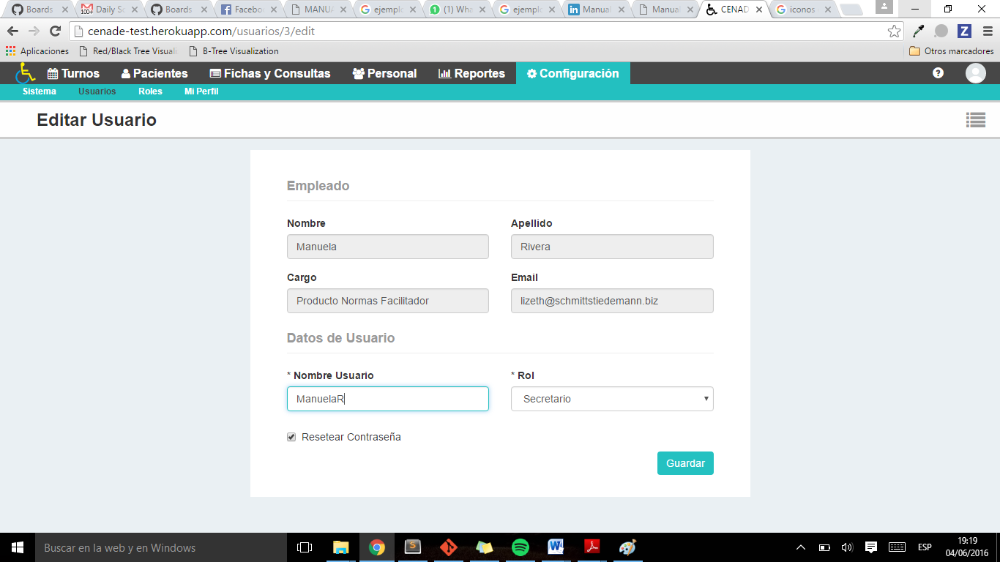 Boards
Daily Sc
Boards
Facebo
MANUA
ejemplo
(1) Wha
ejemplo
Manual
Manual
CENAD
iconos
cenade-test.herokuapp.com/usuarios/3/edit
Aplicaciones
Red/Black Tree Visuali
B-Tree Visualization
Otros marcadores
Turnos
Pacientes
Fichas y Consultas
Personal
Reportes
Configuración
Sistema
Usuarios
Roles
Mi Perfil
Editar Usuario
Empleado
Nombre
Apellido
Manuela
Rivera
Cargo
Email
Producto Normas Facilitador
lizeth@schmittstiedemann.biz
Datos de Usuario
* Nombre Usuario
* Rol
ManuelaR
Secretario
Resetear Contraseña
Guardar
Buscar en la web y en Windows
ESP
19:19
04/06/2016